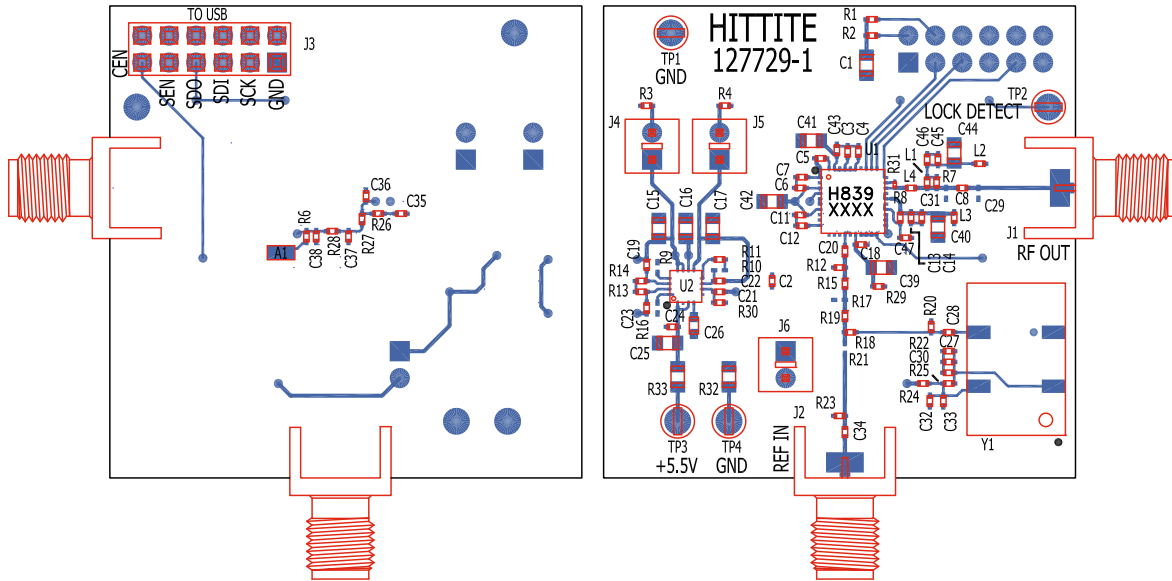 TO USB
J3
CEN
SEN
SDO
SDI
SCK
GND
C36
C35
R26
R27
R6
C38
R28
C37
A1
HITTITE
127729-1
TP1
GND
R1
R2
C1
TP2
LOCK DETECT
R3
R4
J4
J5
C41
C43
C3
C4
U1
C5
C7
C6
C42
C11
C12
H839
XXXX
R31
L1
C46
C45
C44
L2
L4
R7
R8
C31
C8
C29
L3
C40
C47
C13
C14
J1
RF OUT
C15
C16
C17
C20
C18
C39
R12
R15
R29
R17
R19
R18
R21
C19
R9
R11
R10
R14
R13
U2
C22
C21
R30
C2
C23
R16
C24
C26
C25
J6
R33
R32
R20
C28
R22
C27
C30
R25
R24
C32
C33
Y1
R23
C34
J2
REF IN
TP3
+5.5V
TP4
GND